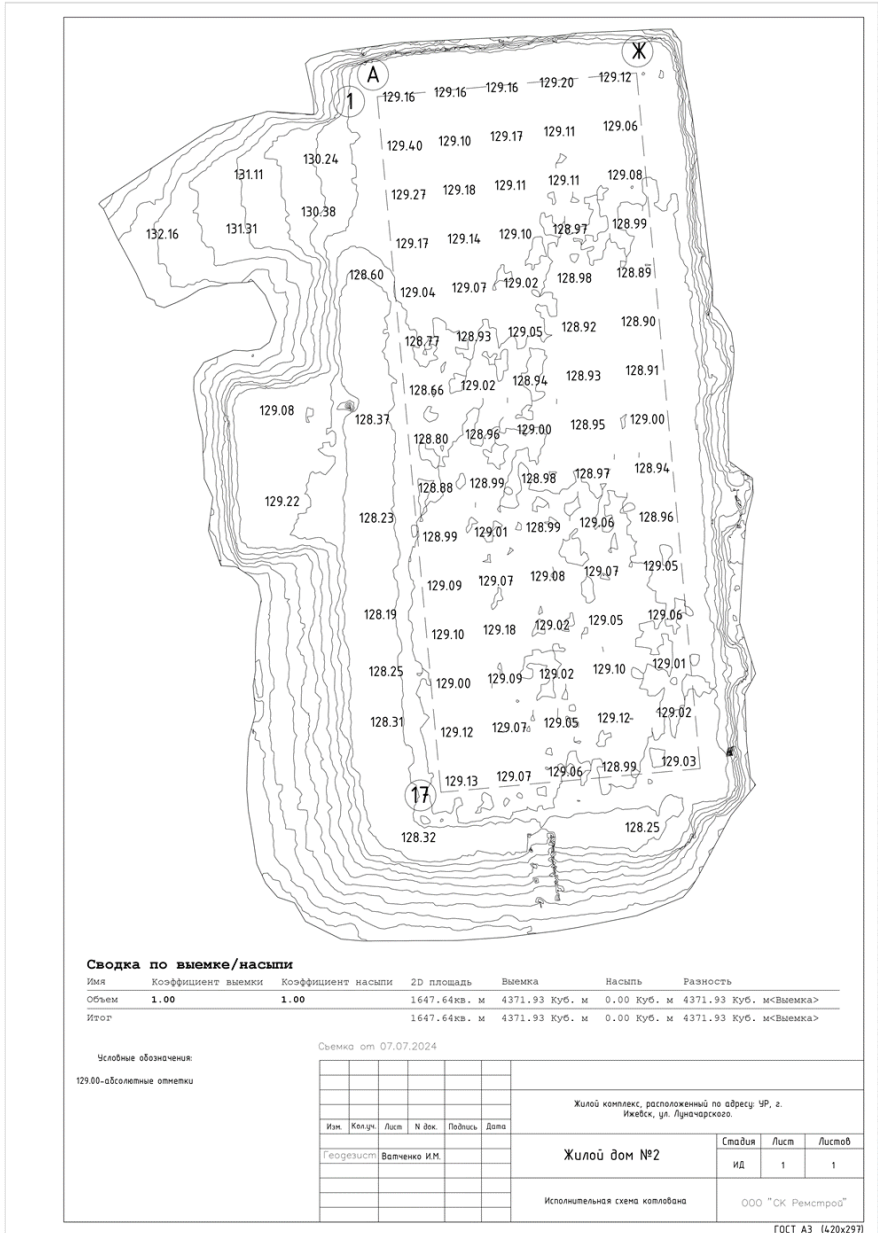 Ж
А
129.16 129.16 129.16 129.20 129.12
1
129.40 129.10 129.17 129.11 129.06
130.24
131.11
129.27 129.18 129.11 129.11 129.08
130.38
132.16 131.31
129.17 129.14 129.10 128.97 128.99
128.60
129.04 129.07 129.02 128.98 128.89
128.77 128.93 129.05 128.92 128.90
128.66 129.02 128.94 128.93 128.91
129.08 128.37
128.80 128.96 129.00 128.95 129.00
128.88 128.99 128.98 128.97 128.94
129.22
128.23
128.99 129.01 128.99 129.06 128.96
129.09 129.07 129.08 129.07 129.05
128.19
129.10 129.18 129.02 129.05 129.06
128.25
129.00 129.09 129.02 129.10 129.01
128.31
129.12 129.07 129.05 129.12 129.02
129.13 129.07 129.06 128.99 129.03
17
128.32 128.25
Сводка по выемке/насыпи
Имя Коэффициент выемки Коэффициент насыпи 2D площадь Выемка Насыпь Разность
Объем 1.00 1.00 1647.64кв. м 4371.93 Куб. м 0.00 Куб. м 4371.93 Куб. м<Выемка>
Итог 1647.64кв. м 4371.93 Куб. м 0.00 Куб. м 4371.93 Куб. м<Выемка>
Съемка от 07.07.2024
Условные обозначения:
129.00-абсолютные отметки
Жилой комплекс, расположенный по адресу: УР, г.
Ижевск, ул. Луначарского.
Изм. Кол.уч. Лист N док. Подпись Дата
Геодезист Ватченко И.М.
Жилой дом №2
Стадия Лист Листов
ИД 1 1
Исполнительная схема котлована
ООО "СК Ремстрой"
ГОСТ А3 (420x297)